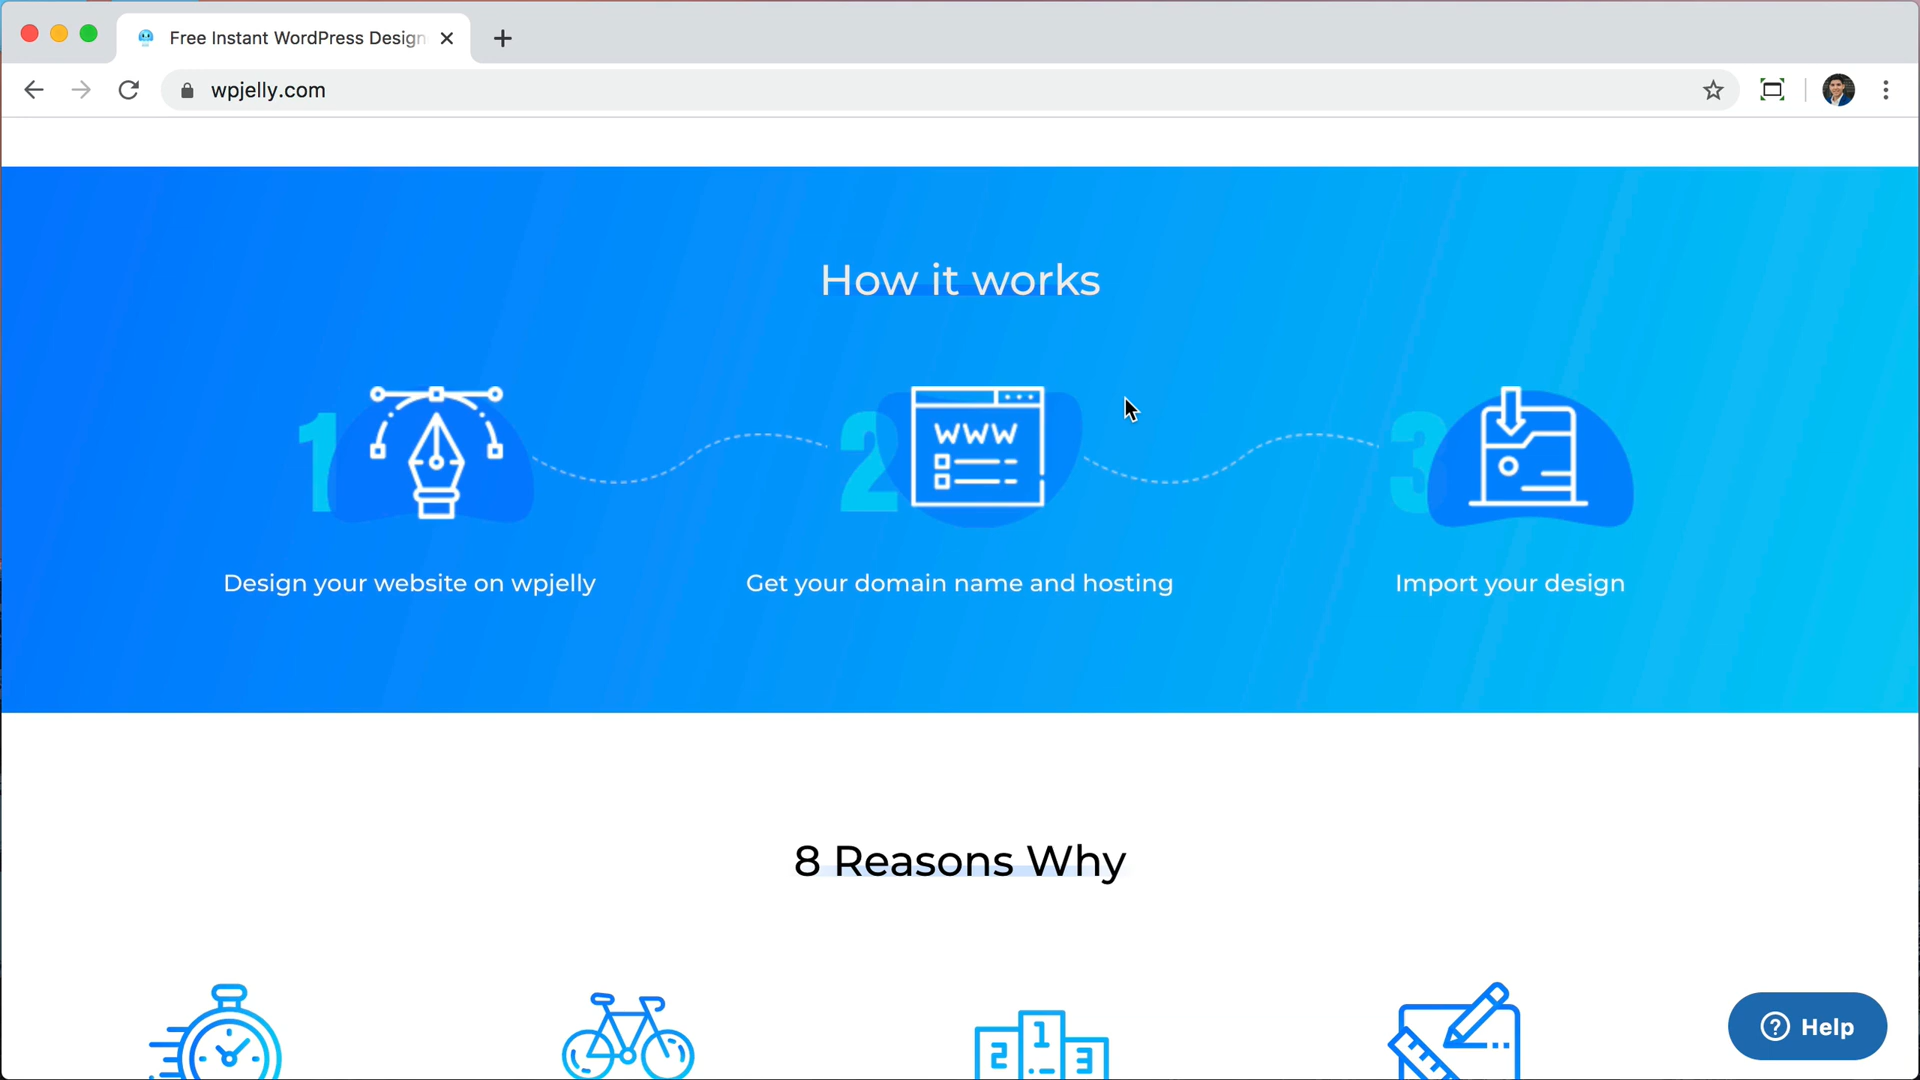 Free Instant WordPress Design
wpjelly.com
How it works
1
2
WWW
3
Design your website on wpjelly
Get your domain name and hosting
Import your design
8 Reasons Why
2 1 3
? Help